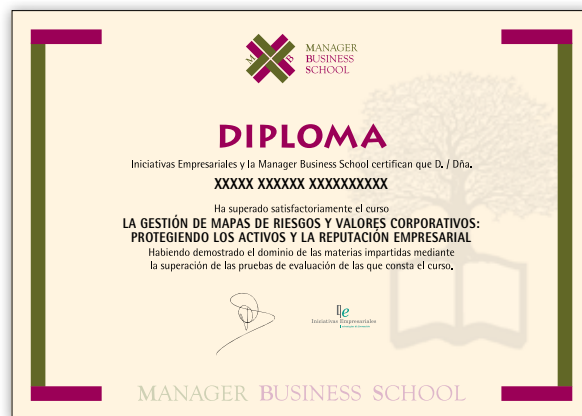 M B
MANAGER
BUSINESS
SCHOOL
DIPLOMA
Iniciativas Empresariales y la Manager Business School certifican que D. / Dña.
XXXXX XXXXXX XXXXXXXXXX
Ha superado satisfactoriamente el curso
LA GESTIÓN DE MAPAS DE RIESGOS Y VALORES CORPORATIVOS:
PROTEGIENDO LOS ACTIVOS Y LA REPUTACIÓN EMPRESARIAL
Habiendo demostrado el dominio de las materias impartidas mediante
la superación de las pruebas de evaluación de las que consta el curso.
Iniciativas Empresariales
MANAGER BUSINESS SCHOOL